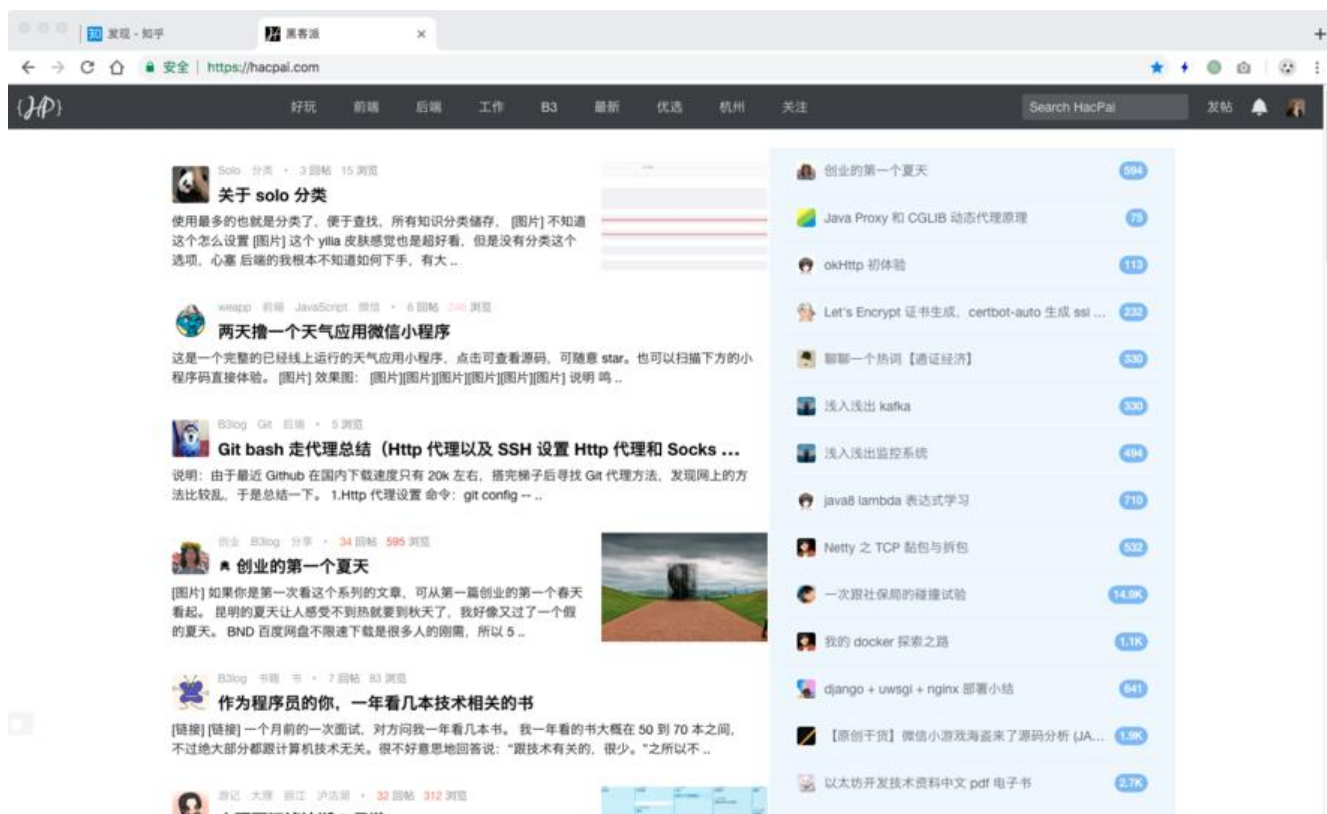 发现 - 知乎
黑客派
安全 | https://hacpai.com
{HP}
好玩 前端 后端 工作 B3 最新 优选 杭州 关注
Search HacPai
发帖
Solo 分类 • 3 回帖 15 浏览
关于 solo 分类
使用最多的也就是分类了，便于查找，所有知识分类储存， [图片] 不知道
这个怎么设置 [图片] 这个 yilia 皮肤感觉也是超好看，但是没有分类这个
选项，心塞 后端的我根本不知道如何下手，有大 ..
weapp 前端 JavaScript 微信 • 6 回帖 246 浏览
两天撸一个天气应用微信小程序
这是一个完整的已经线上运行的天气应用小程序，点击可查看源码，可随意 star。也可以扫描下方的小
程序码直接体验。 [图片] 效果图： [图片][图片][图片][图片][图片][图片] 说明 鸣 ..
B3log Git 后端 • 5 浏览
Git bash 走代理总结（Http 代理以及 SSH 设置 Http 代理和 Socks ...
说明：由于最近 Github 在国内下载速度只有 20k 左右，搭完梯子后寻找 Git 代理方法，发现网上的方
法比较乱，于是总结一下。 1.Http 代理设置 命令：git config -- ..
创业 B3log 分享 • 34 回帖 595 浏览
创业的第一个夏天
[图片] 如果你是第一次看这个系列的文章，可从第一篇创业的第一个春天
看起。 昆明的夏天让人感受不到热就要到秋天了，我好像又过了一个假
的夏天。 BND 百度网盘不限速下载是很多人的刚需，所以 5 ..
B3log 书籍 书 • 7 回帖 83 浏览
作为程序员的你，一年看几本技术相关的书
[链接] [链接] 一个月前的一次面试，对方问我一年看几本书。 我一年看的书大概在 50 到 70 本之间，
不过绝大部分都跟计算机技术无关。很不好意思地回答说：“跟技术有关的，很少。”之所以不 ..
游记 大理 丽江 泸沽湖 • 32 回帖 312 浏览
创业的第一个夏天 594
Java Proxy 和 CGLIB 动态代理原理 75
okHttp 初体验 113
Let's Encrypt 证书生成，certbot-auto 生成 ssl ... 232
聊聊一个热词【通证经济】 330
浅入浅出 kafka 330
浅入浅出监控系统 494
java8 lambda 表达式学习 710
Netty 之 TCP 黏包与拆包 532
一次跟社保局的碰撞试验 14.9K
我的 docker 探索之路 1.1K
django + uwsgi + nginx 部署小结 641
【原创干货】微信小游戏海盗来了源码分析 (JA... 1.9K
以太坊开发技术资料中文 pdf 电子书 2.7K